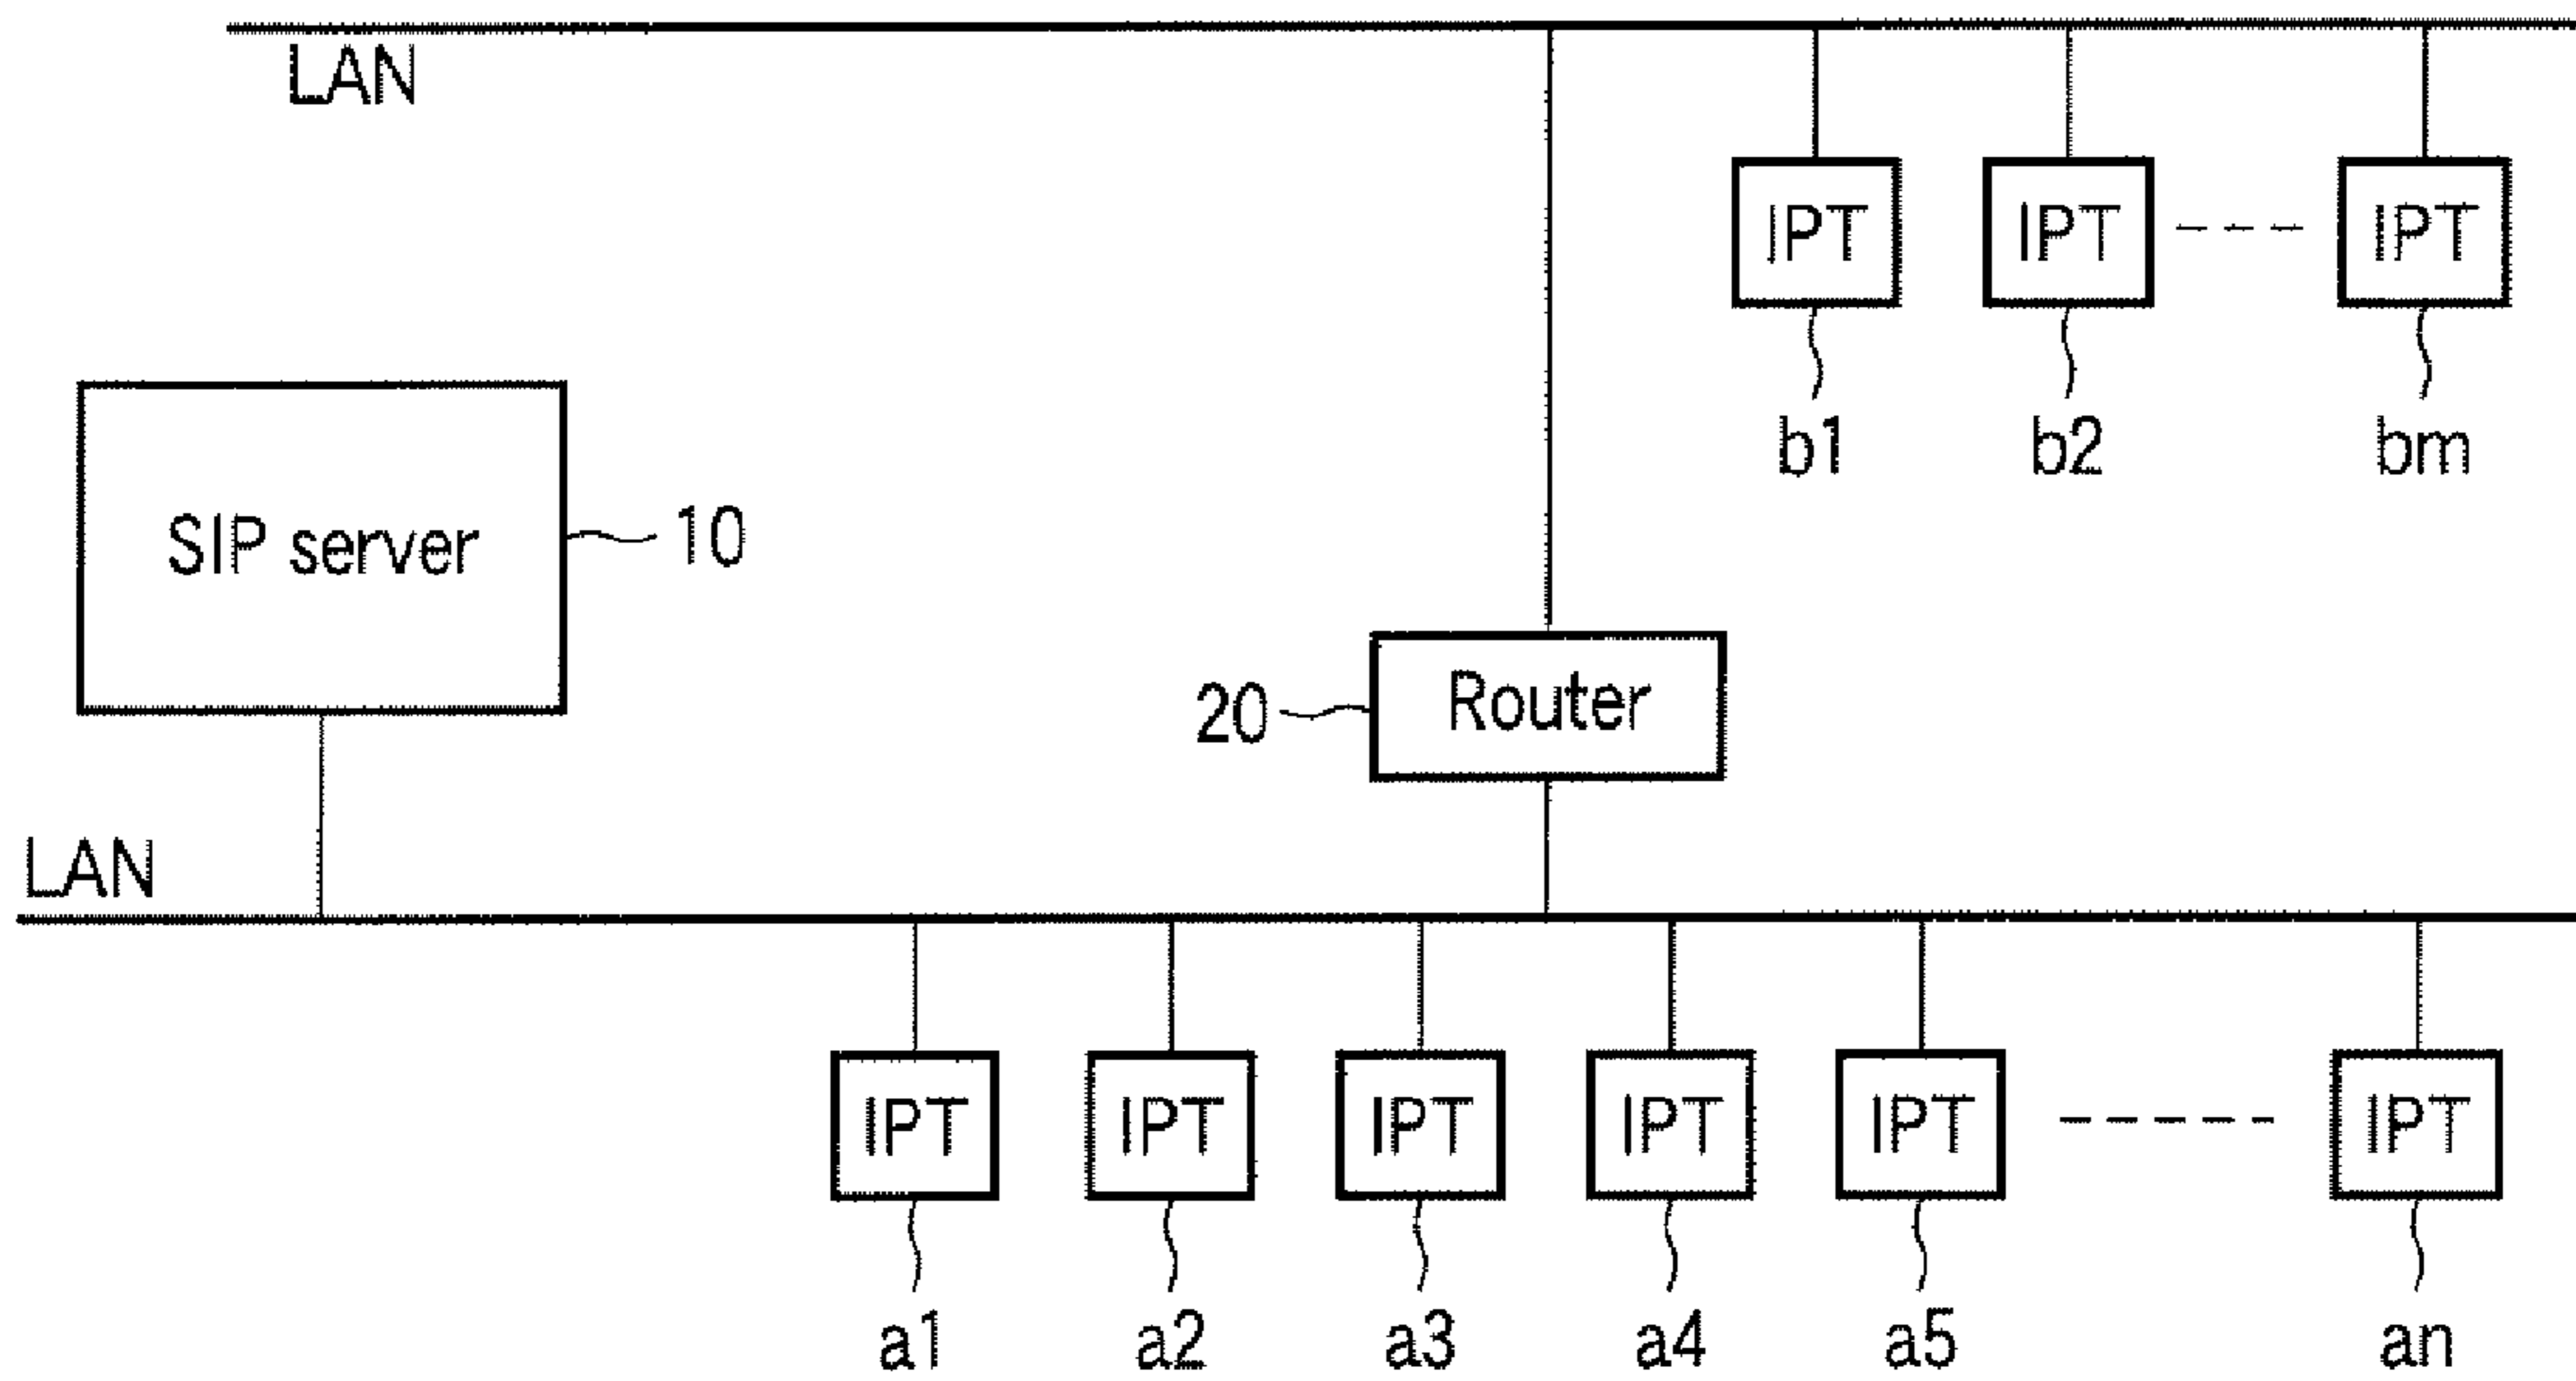 LAN
IPT IPT IPT
b1 b2 bm
SIP server 10
20 Router
LAN
IPT IPT IPT IPT IPT IPT
a1 a2 a3 a4 a5 an